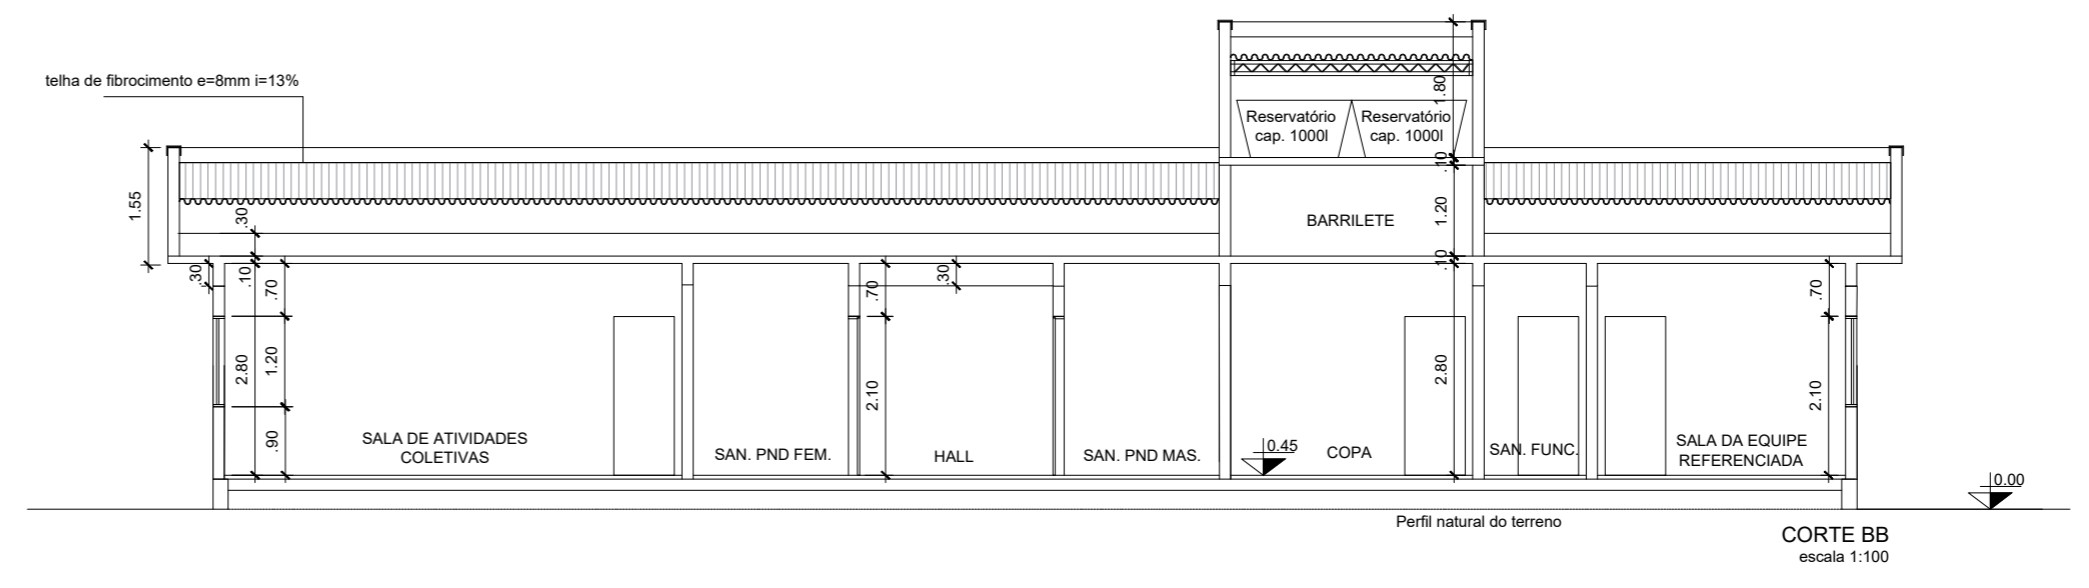 telha de fibrocimento e=8mm i=13%
1.80
Reservatório
cap. 1000l
Reservatório
cap. 1000l
.10
1.55
.30
BARRILETE
1.20
.10
.30
.10
.70
.70
.30
.70
2.80
1.20
2.10
2.80
2.10
.90
SALA DE ATIVIDADES
COLETIVAS
SAN. PND FEM.
HALL
SAN. PND MAS.
0.45
COPA
SAN. FUNC.
SALA DA EQUIPE
REFERENCIADA
0.00
Perfil natural do terreno
CORTE BB
escala 1:100